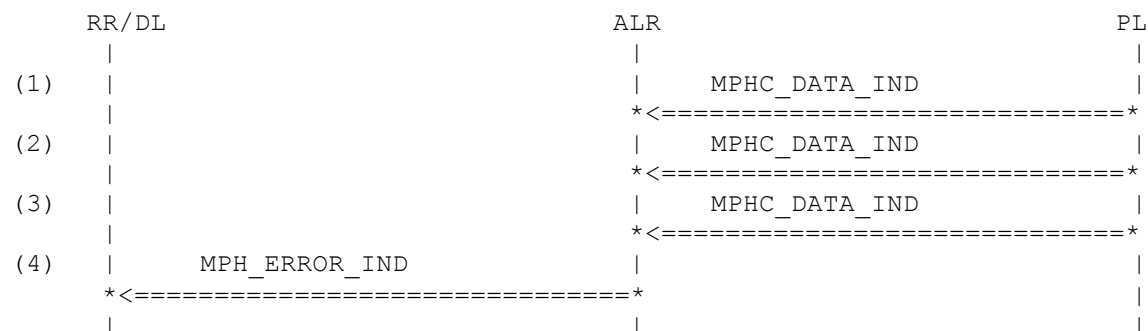 RR/DL ALR PL
(1) MPHC_DATA_IND
(2) MPHC_DATA_IND
(3) MPHC_DATA_IND
(4) MPH_ERROR_IND